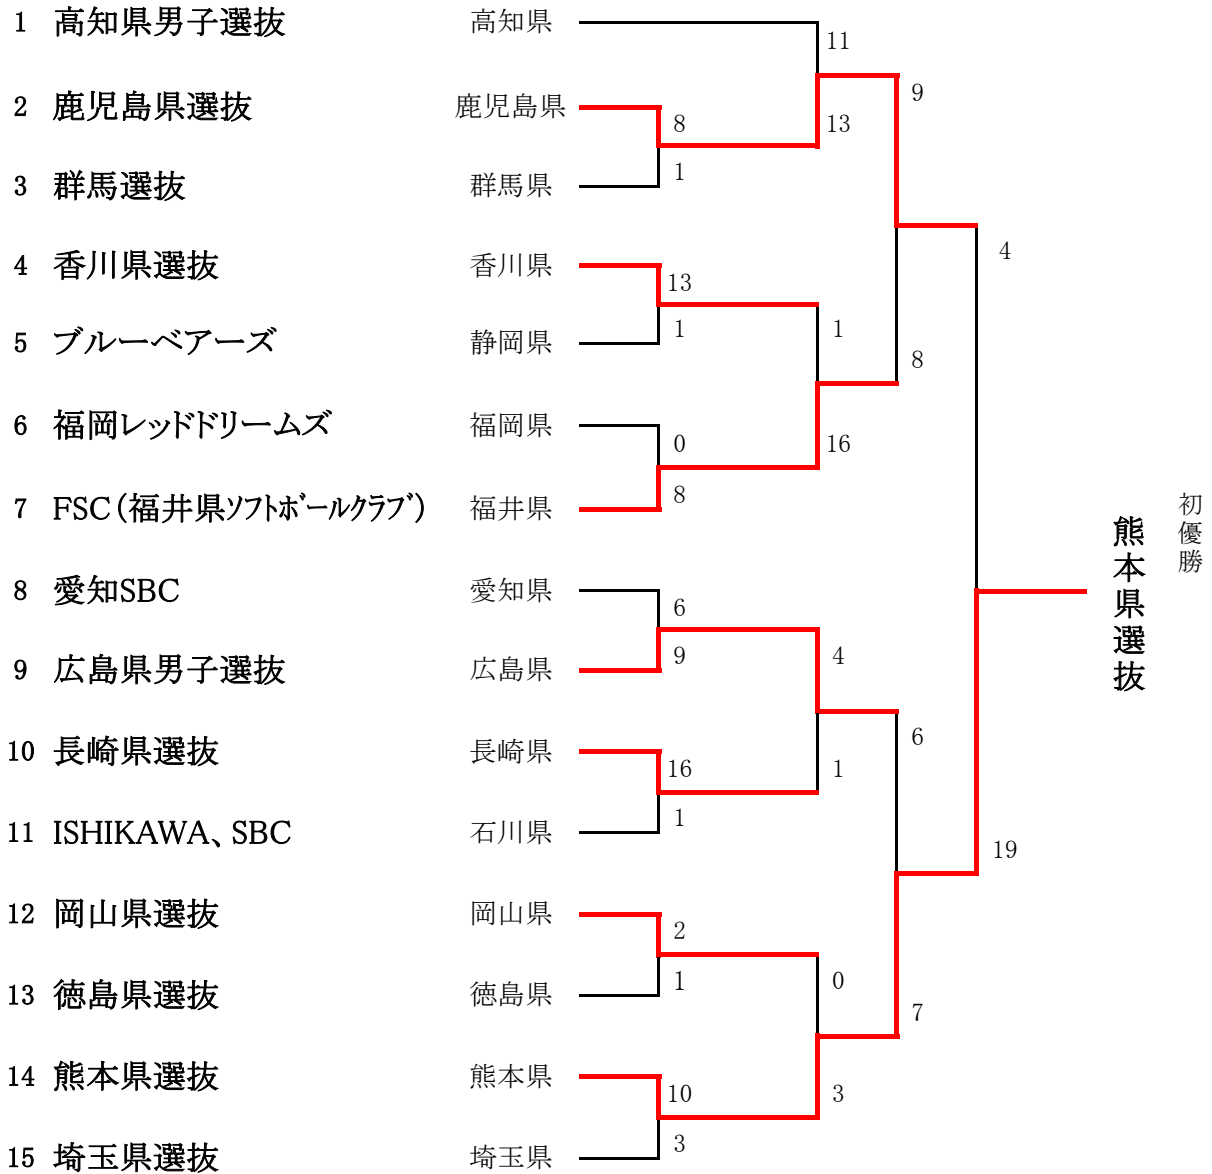 1 高知県男子選抜 高知県
11
9
2 鹿児島県選抜 鹿児島県
8
13
1
3 群馬選抜 群馬県
4
4 香川県選抜 香川県
13
1
1
5 ブルーベアーズ 静岡県
8
6 福岡レッドドリームズ 福岡県
0
16
8
7 FSC(福井県ｿﾌﾄﾎﾞｰﾙｸﾗﾌﾞ) 福井県
初優勝
熊本県選抜
8 愛知SBC 愛知県
6
9
4
9 広島県男子選抜 広島県
6
10 長崎県選抜 長崎県
16
1
1
11 ISHIKAWA、SBC 石川県
19
12 岡山県選抜 岡山県
2
1
0
13 徳島県選抜 徳島県
7
14 熊本県選抜 熊本県
10
3
3
15 埼玉県選抜 埼玉県